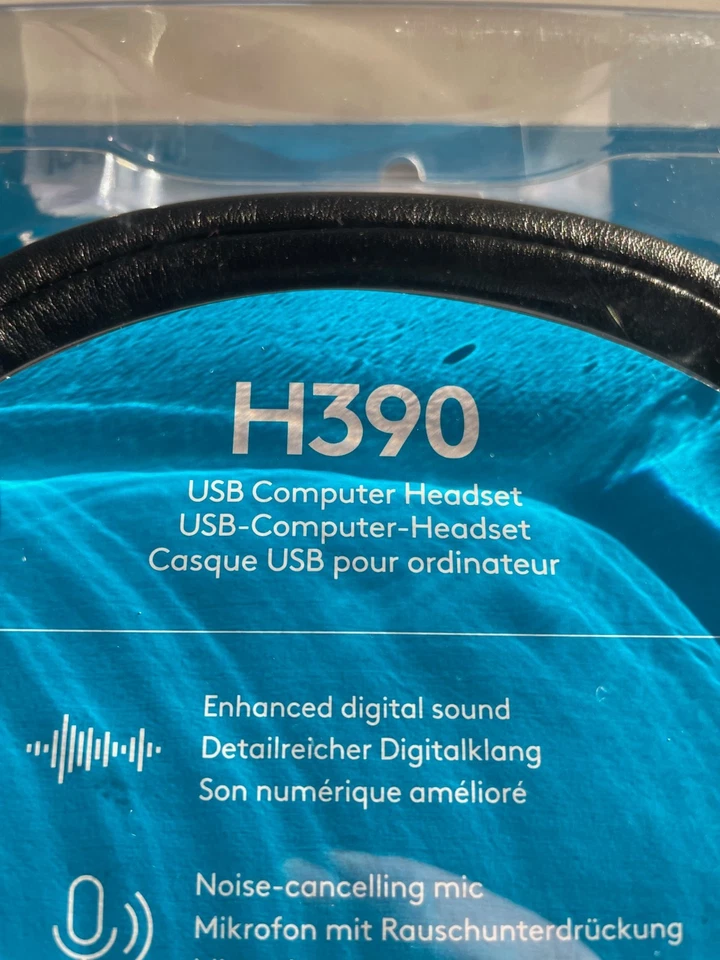 H390
USB Computer Headset
USB-Computer-Headset
Casque USB pour ordinateur
Enhanced digital sound
Detailreicher Digitalklang
Son numérique amélioré
Noise-cancelling mic
Mikrofon mit Rauschunterdrückung